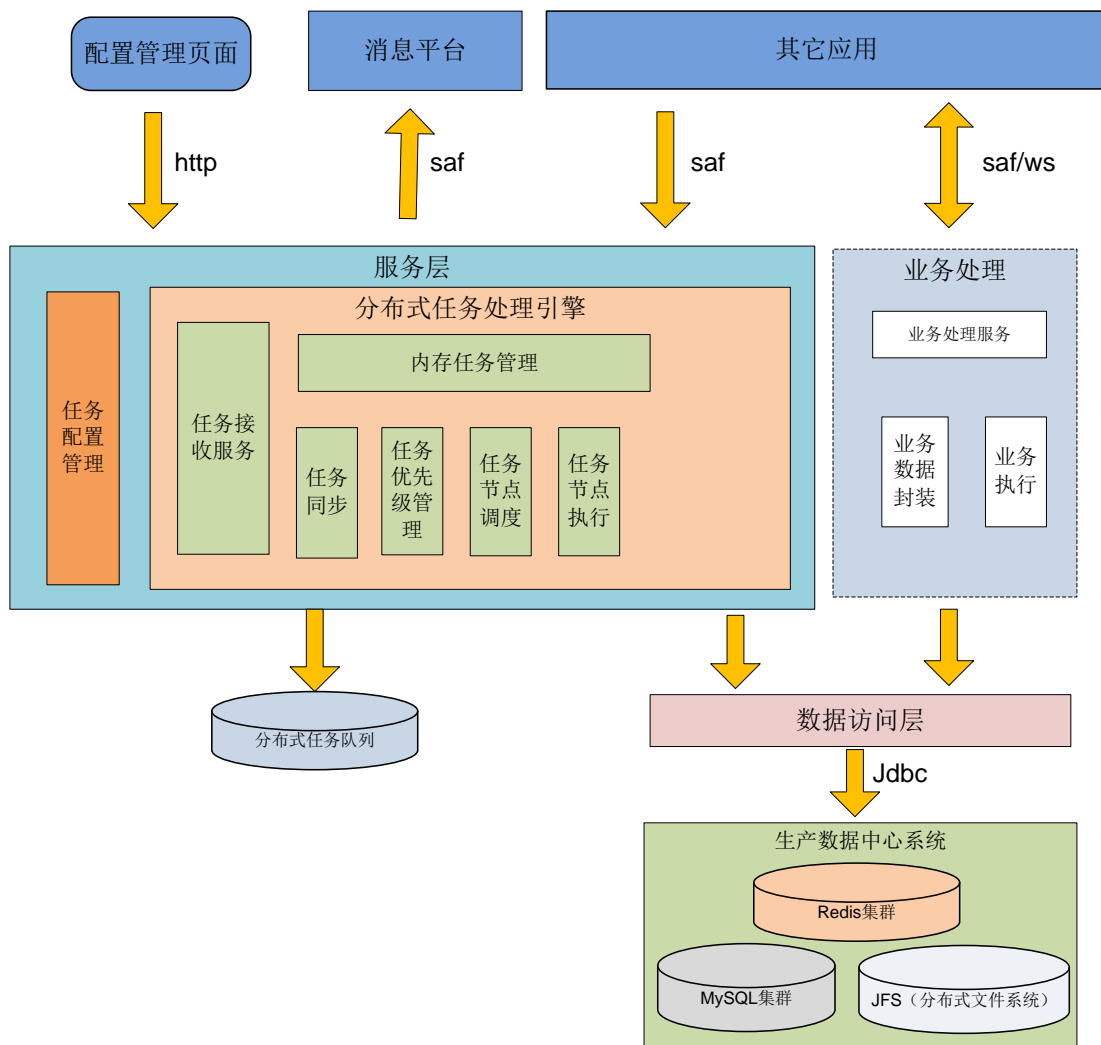 配置管理页面
消息平台
其它应用
http
saf
saf
saf/ws
服务层
分布式任务处理引擎
任务
配置
管理
任务接
收服务
内存任务管理
任务
同步
任务
优先
级管
理
任务
节点
调度
任务
节点
执行
业务处理
业务处理服务
业务
数据
封装
业务
执行
分布式任务队列
数据访问层
Jdbc
生产数据中心系统
Redis集群
MySQL集群
JFS（分布式文件系统）